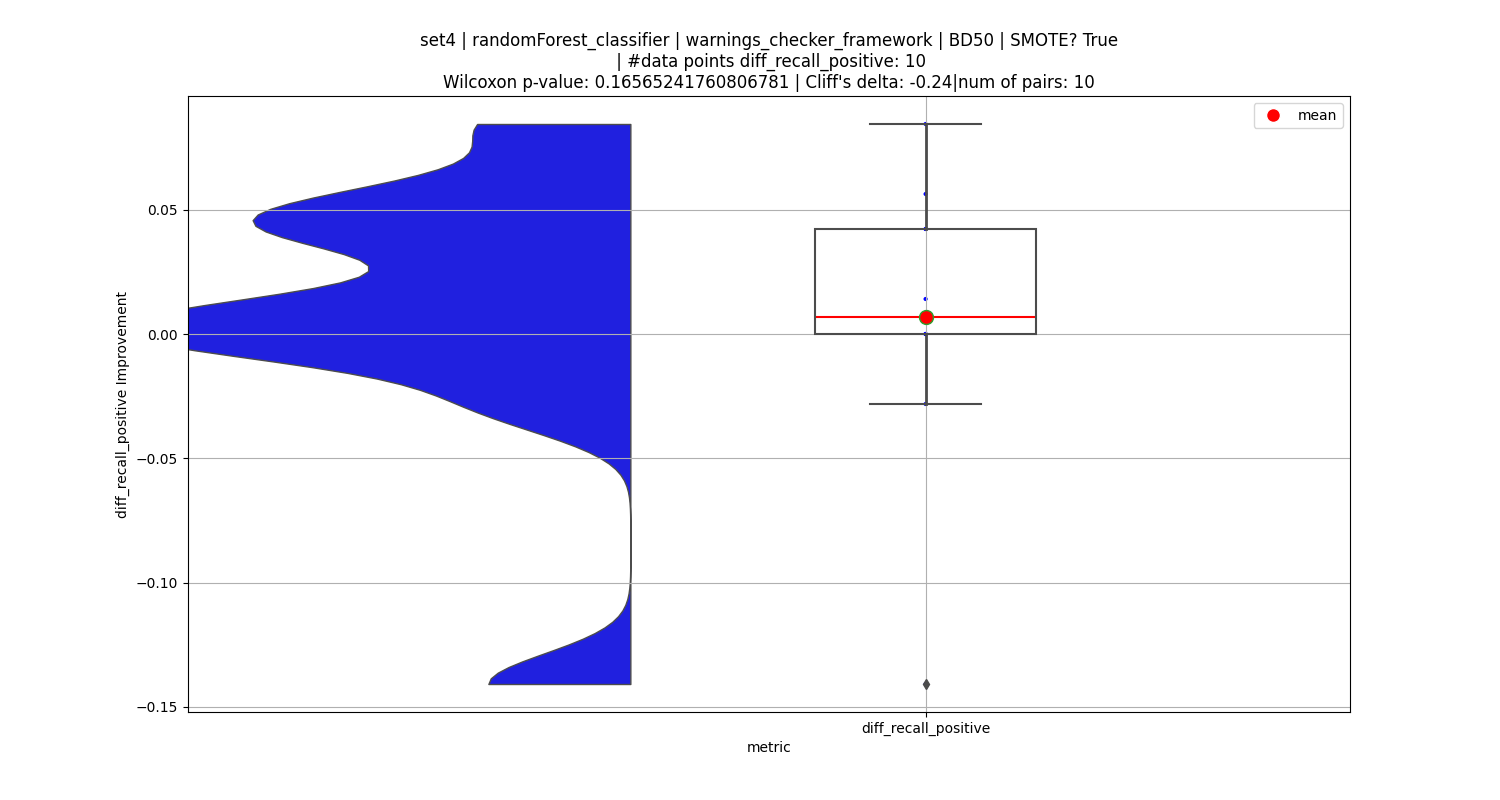 set4 | randomForest_classifier | warnings_checker_framework | BD50 | SMOTE? True
| #data points diff_recall_positive: 10
Wilcoxon p-value: 0.16565241760806781 | Cliff's delta: -0.24|num of pairs: 10
mean
0.05
0.00
−0.05
−0.10
−0.15
diff_recall_positive Improvement
diff_recall_positive
metric